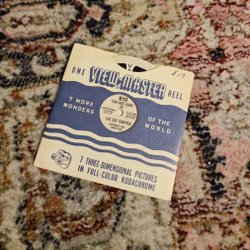 ONE VIEW-MASTER REEL
7 MORE WONDERS
OF THE WORLD
7 THREE DIMENSIONAL PICTURES
IN FULL-COLOR KODACHROME